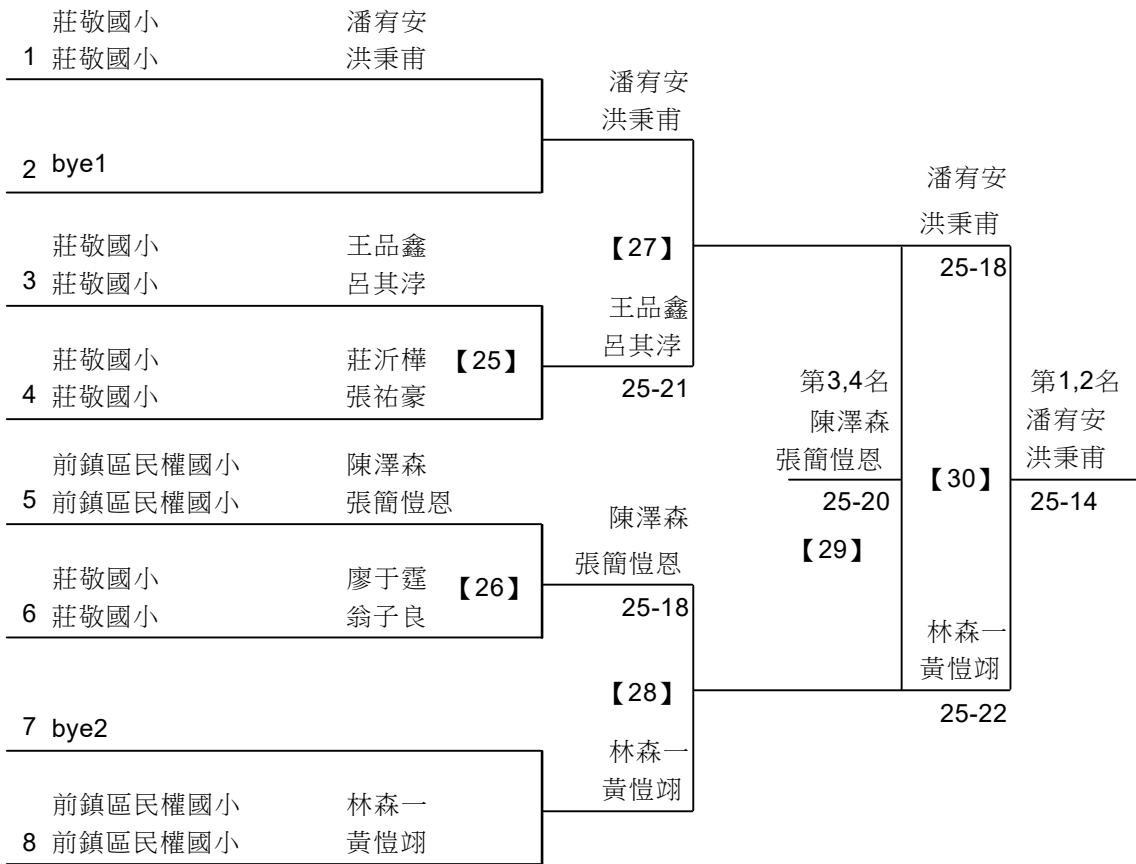 莊敬國小 潘宥安
1 莊敬國小 洪秉甫
潘宥安
洪秉甫
2 bye1
潘宥安
洪秉甫
25-18
莊敬國小 王品鑫
3 莊敬國小 呂其浡
【27】
王品鑫
呂其浡
25-21
莊敬國小 莊沂樺 【25】
4 莊敬國小 張祐豪
第3,4名
陳澤森
張簡愷恩
25-20
【29】
【30】
第1,2名
潘宥安
洪秉甫
25-14
前鎮區民權國小 陳澤森
5 前鎮區民權國小 張簡愷恩
陳澤森
張簡愷恩
25-18
莊敬國小 廖于霆 【26】
6 莊敬國小 翁子良
林森一
黃愷翊
25-22
【28】
7 bye2
林森一
黃愷翊
前鎮區民權國小 林森一
8 前鎮區民權國小 黃愷翊